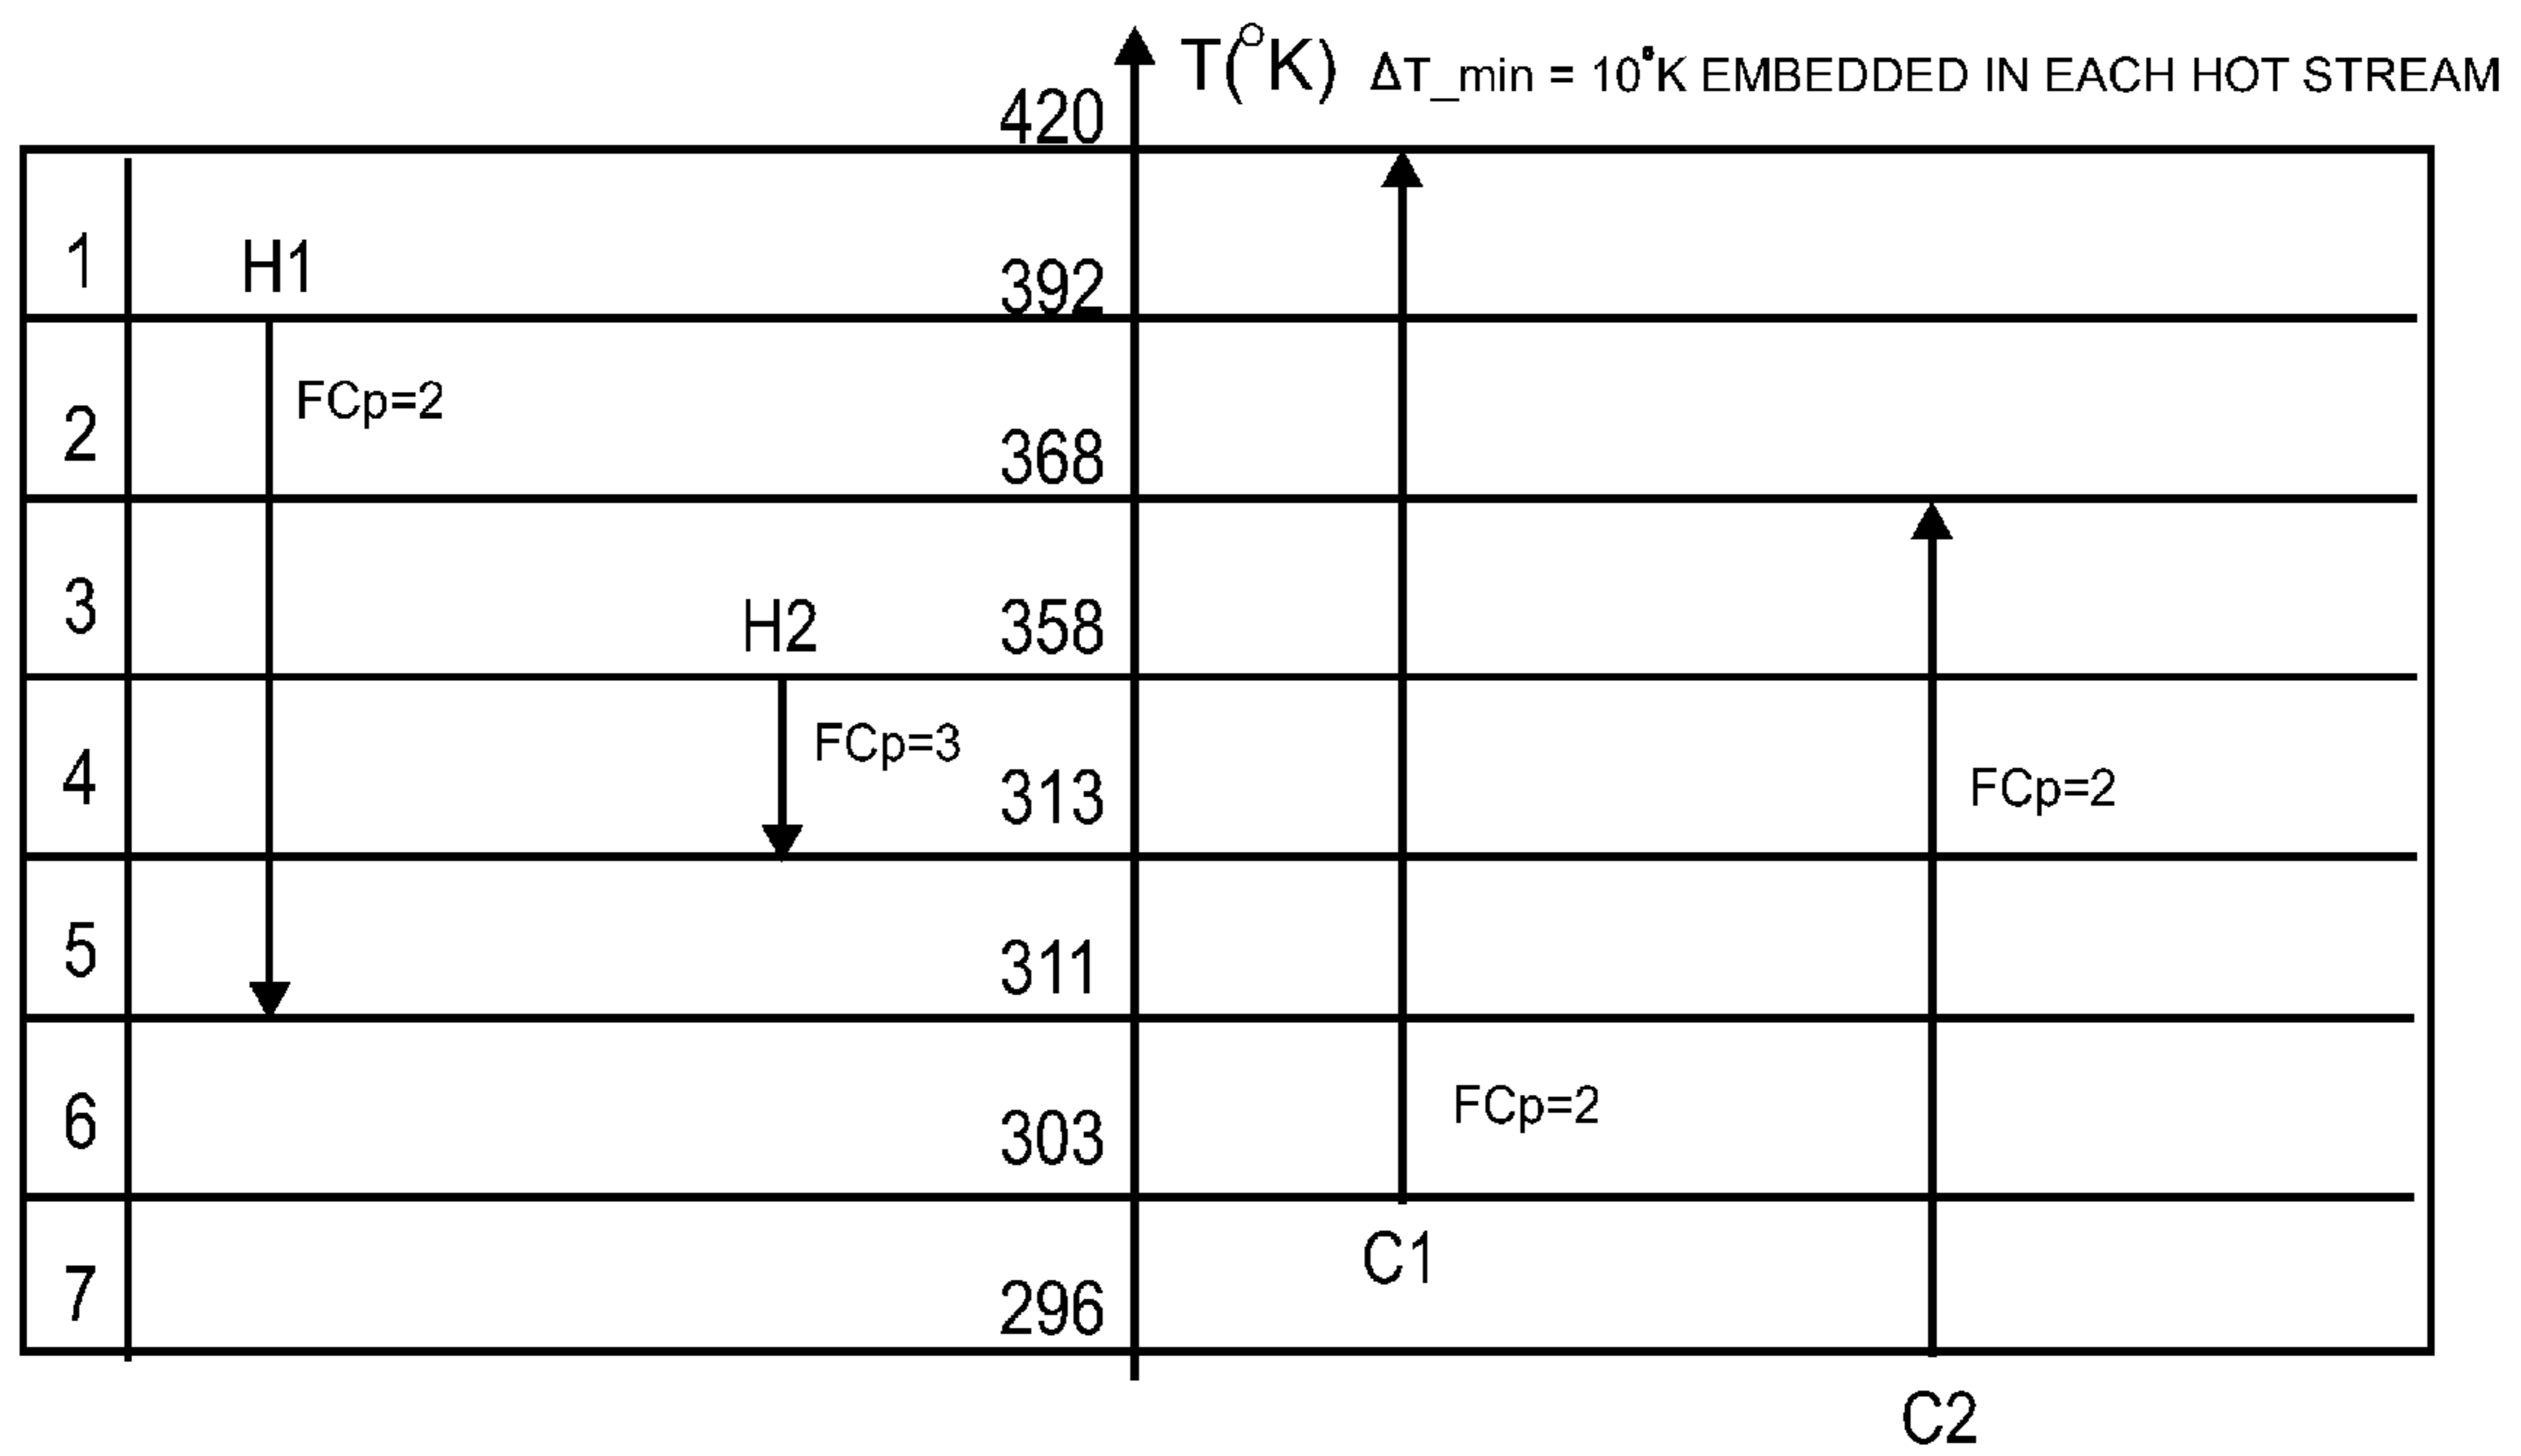 T(°K) ΔT_min = 10°K EMBEDDED IN EACH HOT STREAM
420
1 H1 392
FCp=2
2 368
3 H2 358
FCp=3
4 313 FCp=2
5 311
6 303 FCp=2
C1
7 296
C2